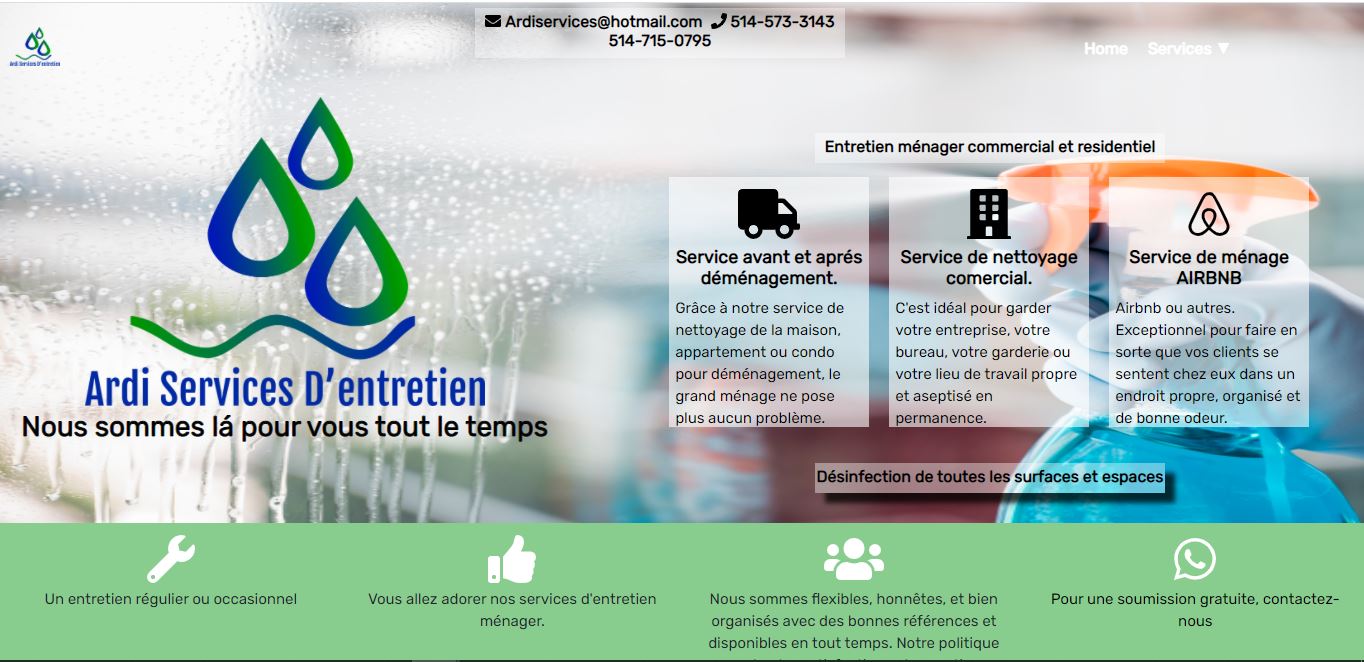 Ardiservices@hotmail.com 514-573-3143
514-715-0795
Ardi Services D'entretien
Home Services ▼
Ardi Services D’entretien
Nous sommes lá pour vous tout le temps
Entretien ménager commercial et residentiel
Service avant et aprés
déménagement.
Grâce à notre service de
nettoyage de la maison,
appartement ou condo
pour déménagement, le
grand ménage ne pose
plus aucun problème.
Service de nettoyage
comercial.
C'est idéal pour garder
votre entreprise, votre
bureau, votre garderie ou
votre lieu de travail propre
et aseptisé en
permanence.
Service de ménage
AIRBNB
Airbnb ou autres.
Exceptionnel pour faire en
sorte que vos clients se
sentent chez eux dans un
endroit propre, organisé et
de bonne odeur.
Désinfection de toutes les surfaces et espaces
Un entretien régulier ou occasionnel
Vous allez adorer nos services d'entretien
ménager.
Nous sommes flexibles, honnêtes, et bien
organisés avec des bonnes références et
disponibles en tout temps. Notre politique
Pour une soumission gratuite, contactez-
nous